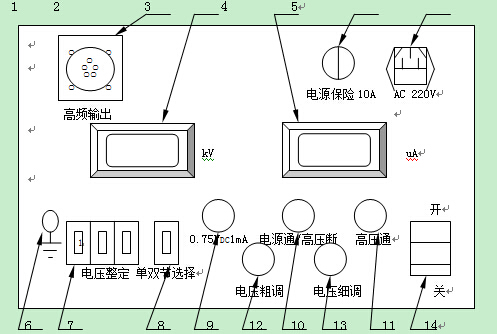 1 2 3 4 5
电源保险 10A AC 220V
高频输出
kV uA
开
0.75UDC1mA 电源通 高压断 高压通
电压整定 单双节选择
电压粗调 电压细调 关
6 7 8 9 12 10 13 11 14